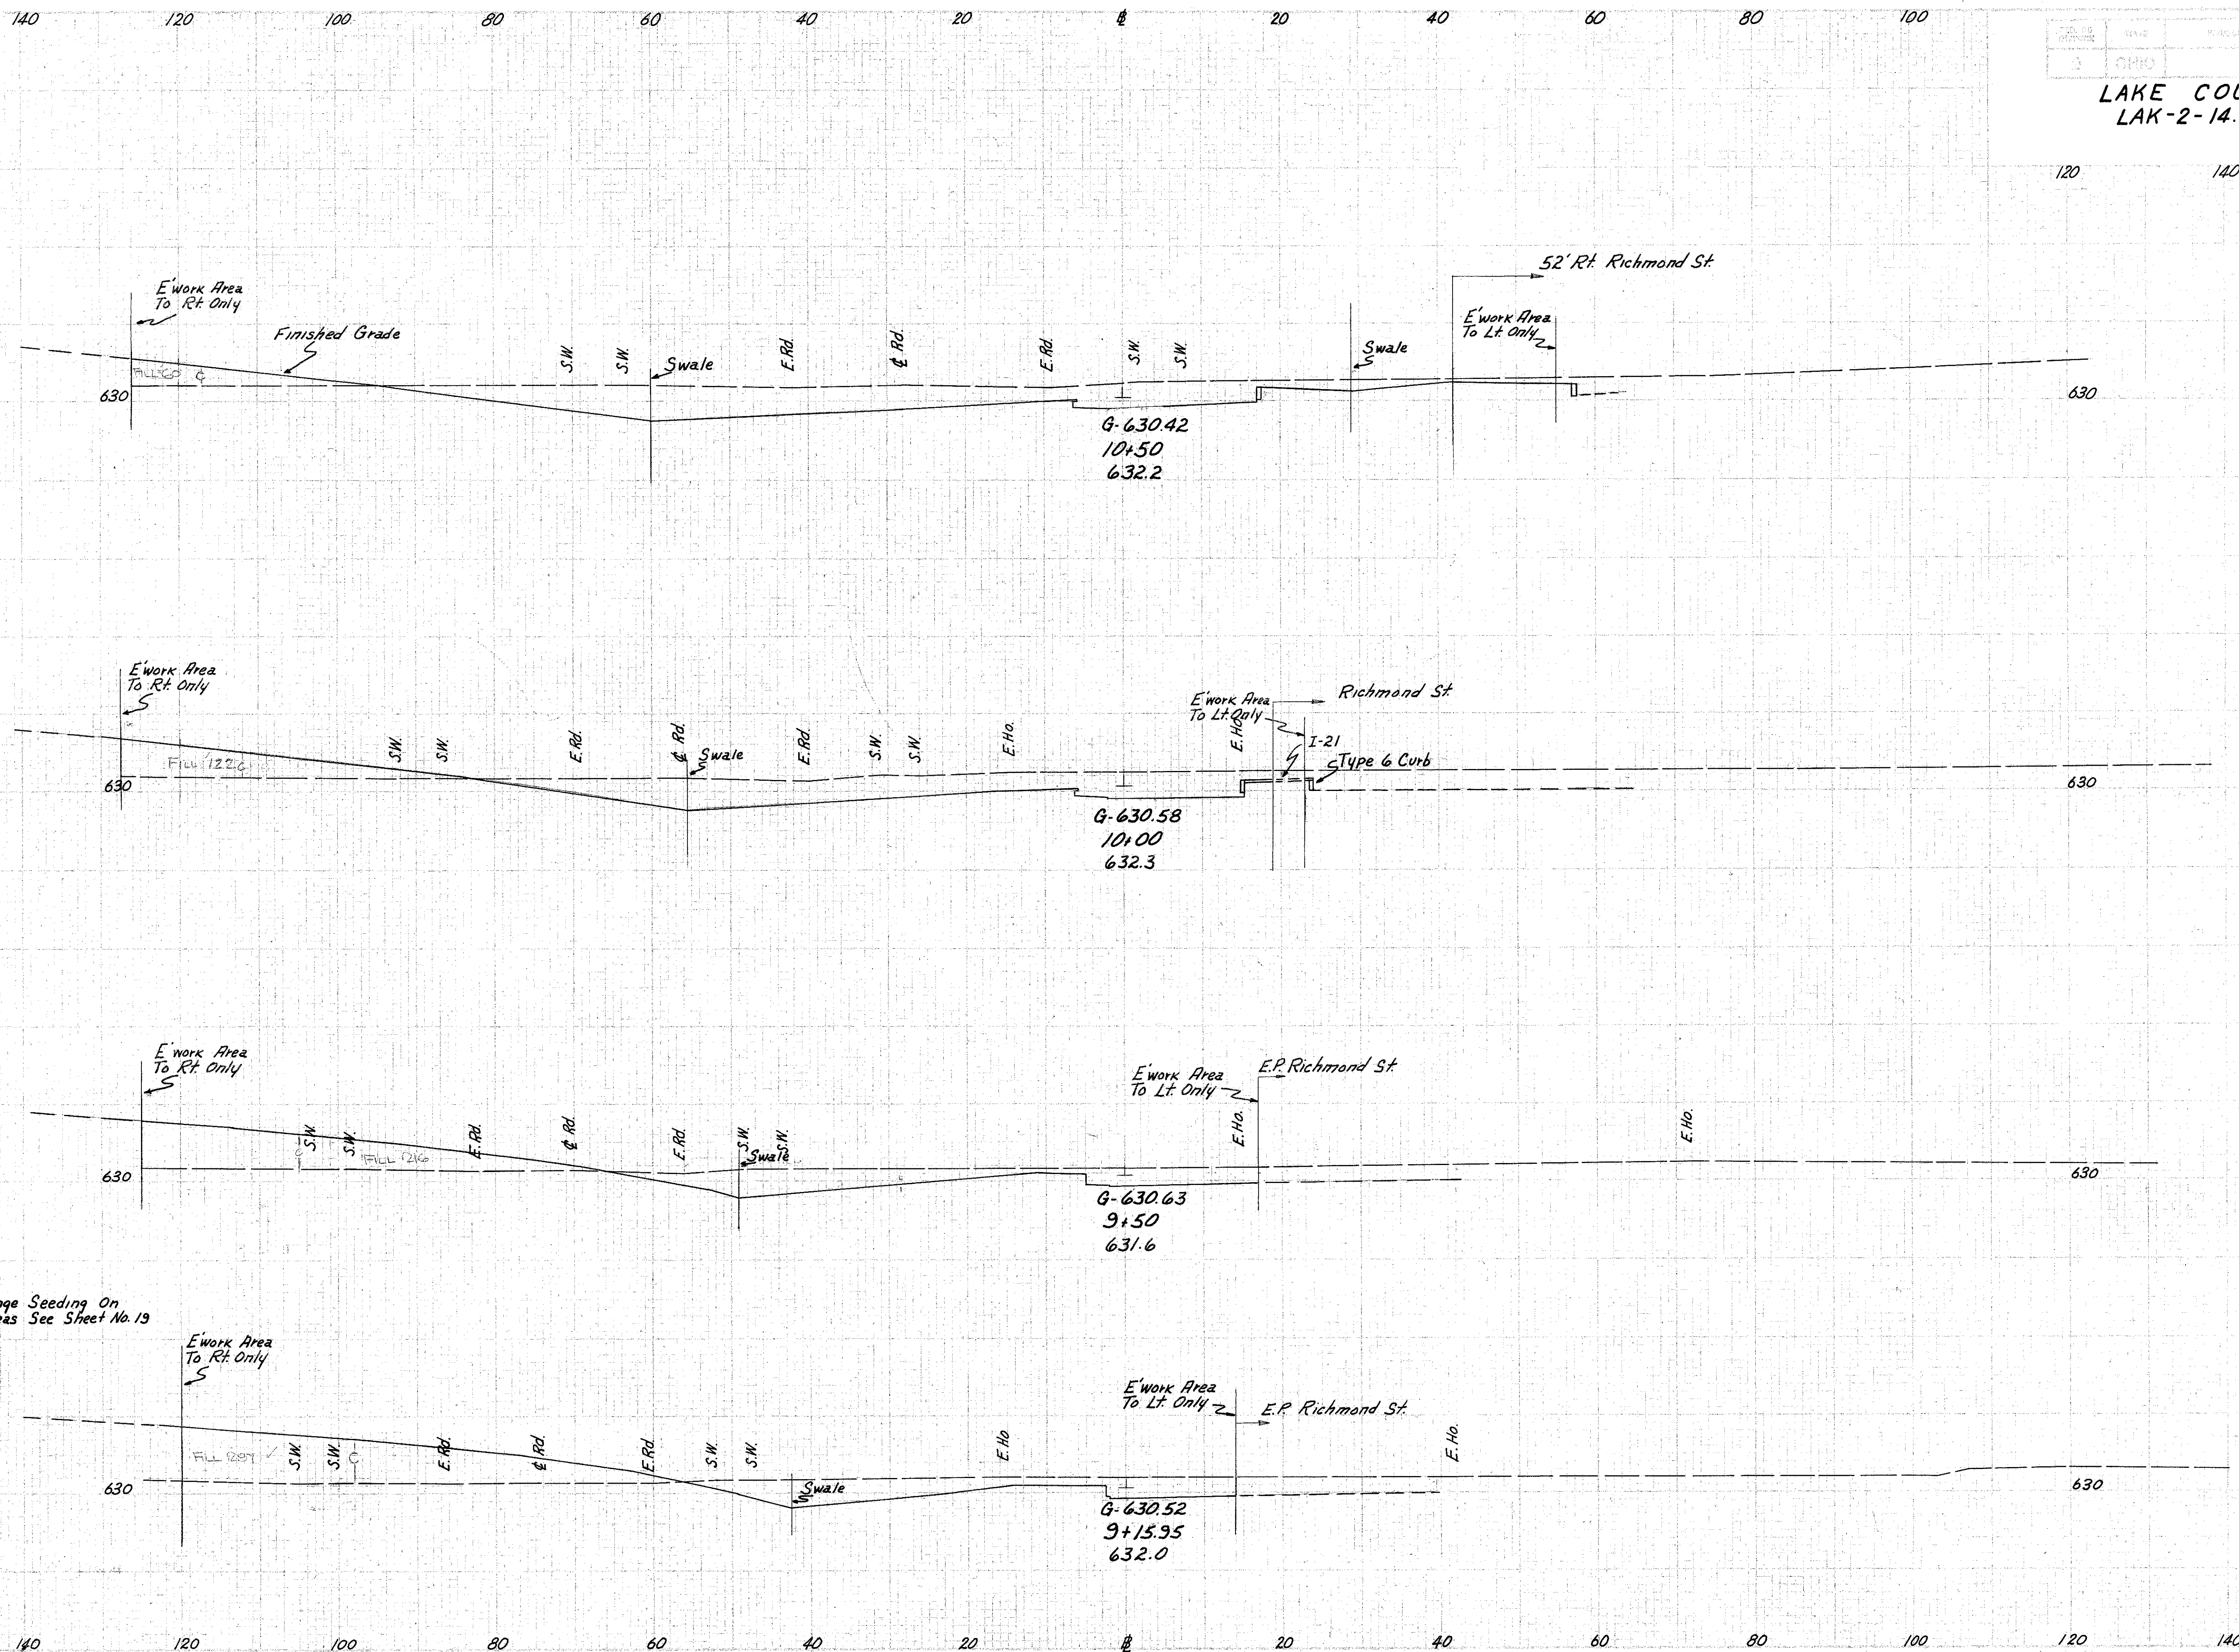 140 120 100 80 60 40 20 ℄ 20 40 60 80 100
OHIO
LAKE COU
LAK-2-14.
120 140
52' Rt. Richmond St.
E'work Area
To Rt. Only
Finished Grade
E'work Area
To Lt. Only
S.W. S.W. Swale E.Rd. ℄ Rd. E.Rd. S.W. S.W. Swale
630 630
G-630.42
10+50
632.2
E'work Area
To Rt. Only
E'work Area
To Lt. Only
Richmond St.
S.W. S.W. E.Rd. ℄ Rd. Swale E.Rd. S.W. S.W. E.Ho. E.Ho.
I-21
Type 6 Curb
FILL 122
630 630
G-630.58
10+00
632.3
E'work Area
To Rt. Only
E'work Area
To Lt. Only
E.P. Richmond St.
S.W. S.W. E.Rd. ℄ Rd. E.Rd. S.W. S.W. Swale E.Ho. E.Ho.
630 630
G-630.63
9+50
631.6
ge Seeding On
as See Sheet No. 19
E'work Area
To Rt. Only
E'work Area
To Lt. Only
E.P. Richmond St.
S.W. S.W. E.Rd. ℄ Rd. E.Rd. S.W. S.W. E.Ho E.Ho.
Swale
630 630
G-630.52
9+15.95
632.0
140 120 100 80 60 40 20 ℄ 20 40 60 80 100 120 140